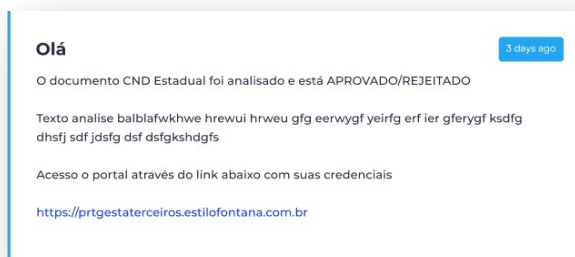 Olá
3 days ago
O documento CND Estadual foi analisado e está APROVADO/REJEITADO
Texto analise balblafwkhwe hrewui hrweu gfg eerwygf yeirfg erf ier gferygf ksdfg
dhsfj sdf jdsfg dsf dsfgkshdgfs
Acesso o portal através do link abaixo com suas credenciais
https://prtgestaterceiros.estilofontana.com.br